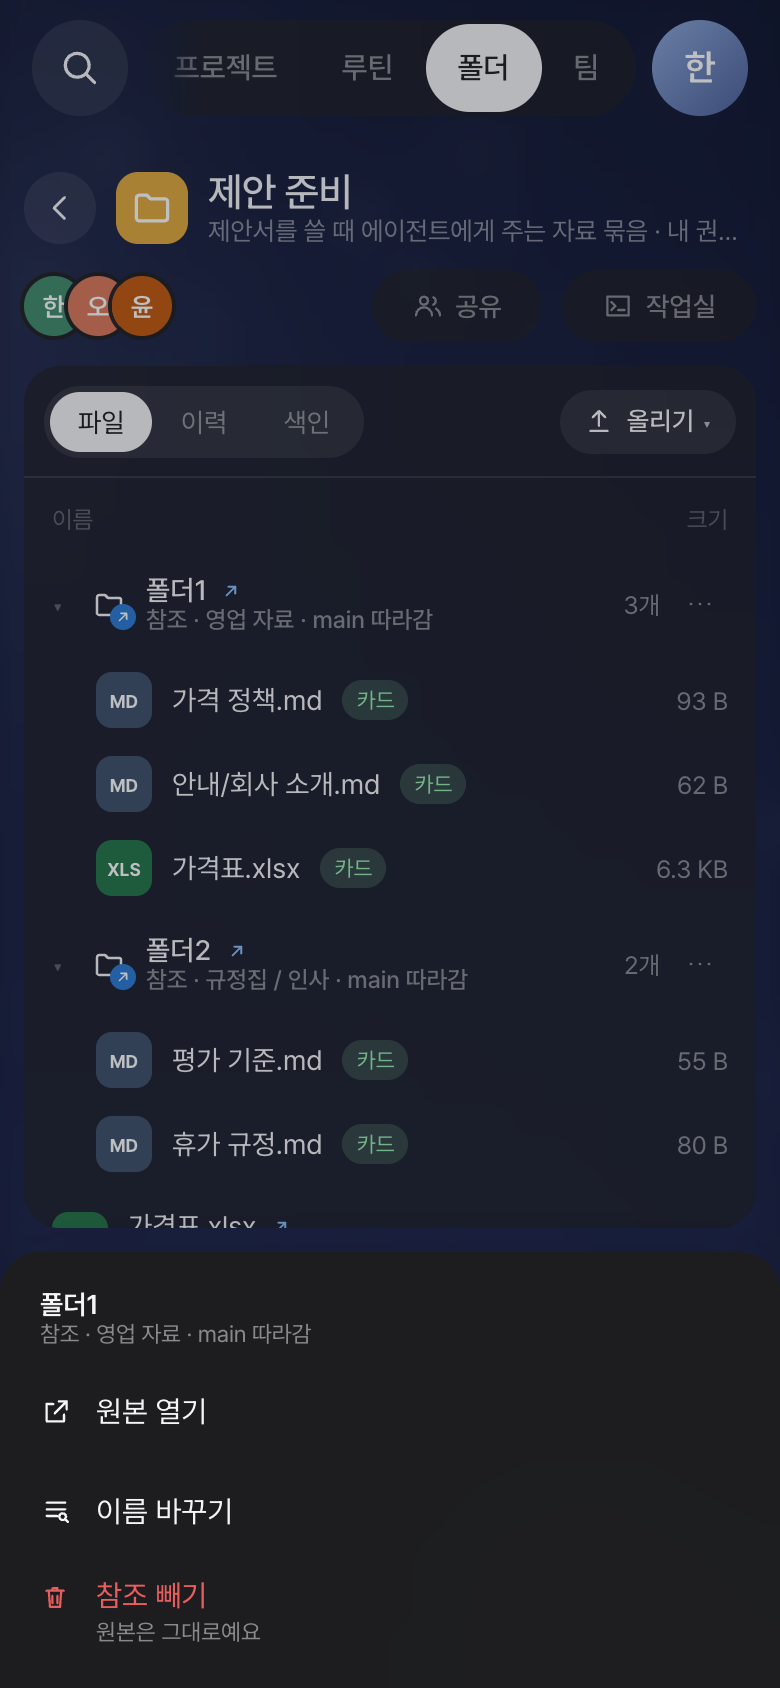 프로젝트 루틴 폴더 팀 한
제안 준비
제안서를 쓸 때 에이전트에게 주는 자료 묶음 · 내 권...
한 오 윤 공유 작업실
파일 이력 색인 올리기
이름 크기
폴더1
참조 · 영업 자료 · main 따라감
3개
MD 가격 정책.md 카드 93 B
MD 안내/회사 소개.md 카드 62 B
XLS 가격표.xlsx 카드 6.3 KB
폴더2
참조 · 규정집 / 인사 · main 따라감
2개
MD 평가 기준.md 카드 55 B
MD 휴가 규정.md 카드 80 B
가격표.xlsx
폴더1
참조 · 영업 자료 · main 따라감
원본 열기
이름 바꾸기
참조 빼기
원본은 그대로예요